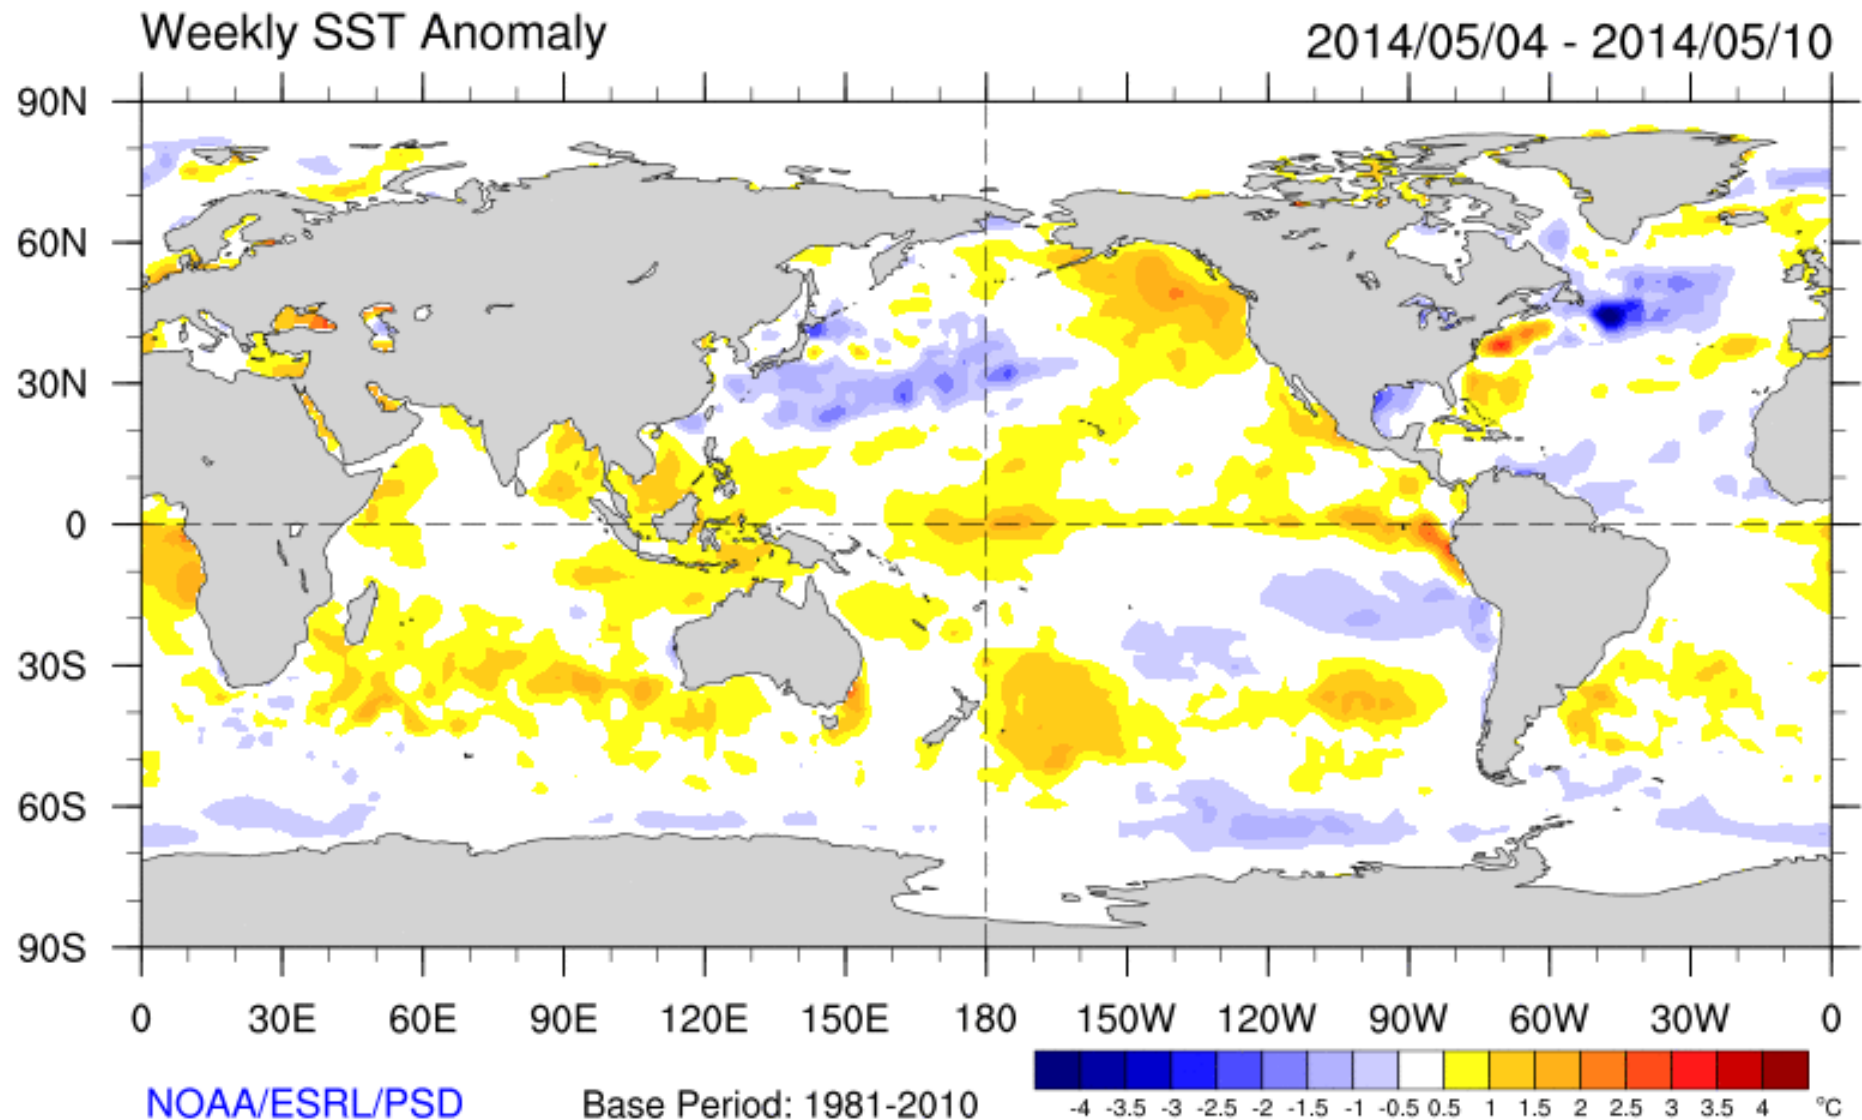 Weekly SST Anomaly
2014/05/04 - 2014/05/10
90N
60N
30N
0
30S
60S
90S
0 30E 60E 90E 120E 150E 180 150W 120W 90W 60W 30W 0
-4 -3.5 -3 -2.5 -2 -1.5 -1 -0.5 0.5 1 1.5 2 2.5 3 3.5 4 °C
NOAA/ESRL/PSD
Base Period: 1981-2010